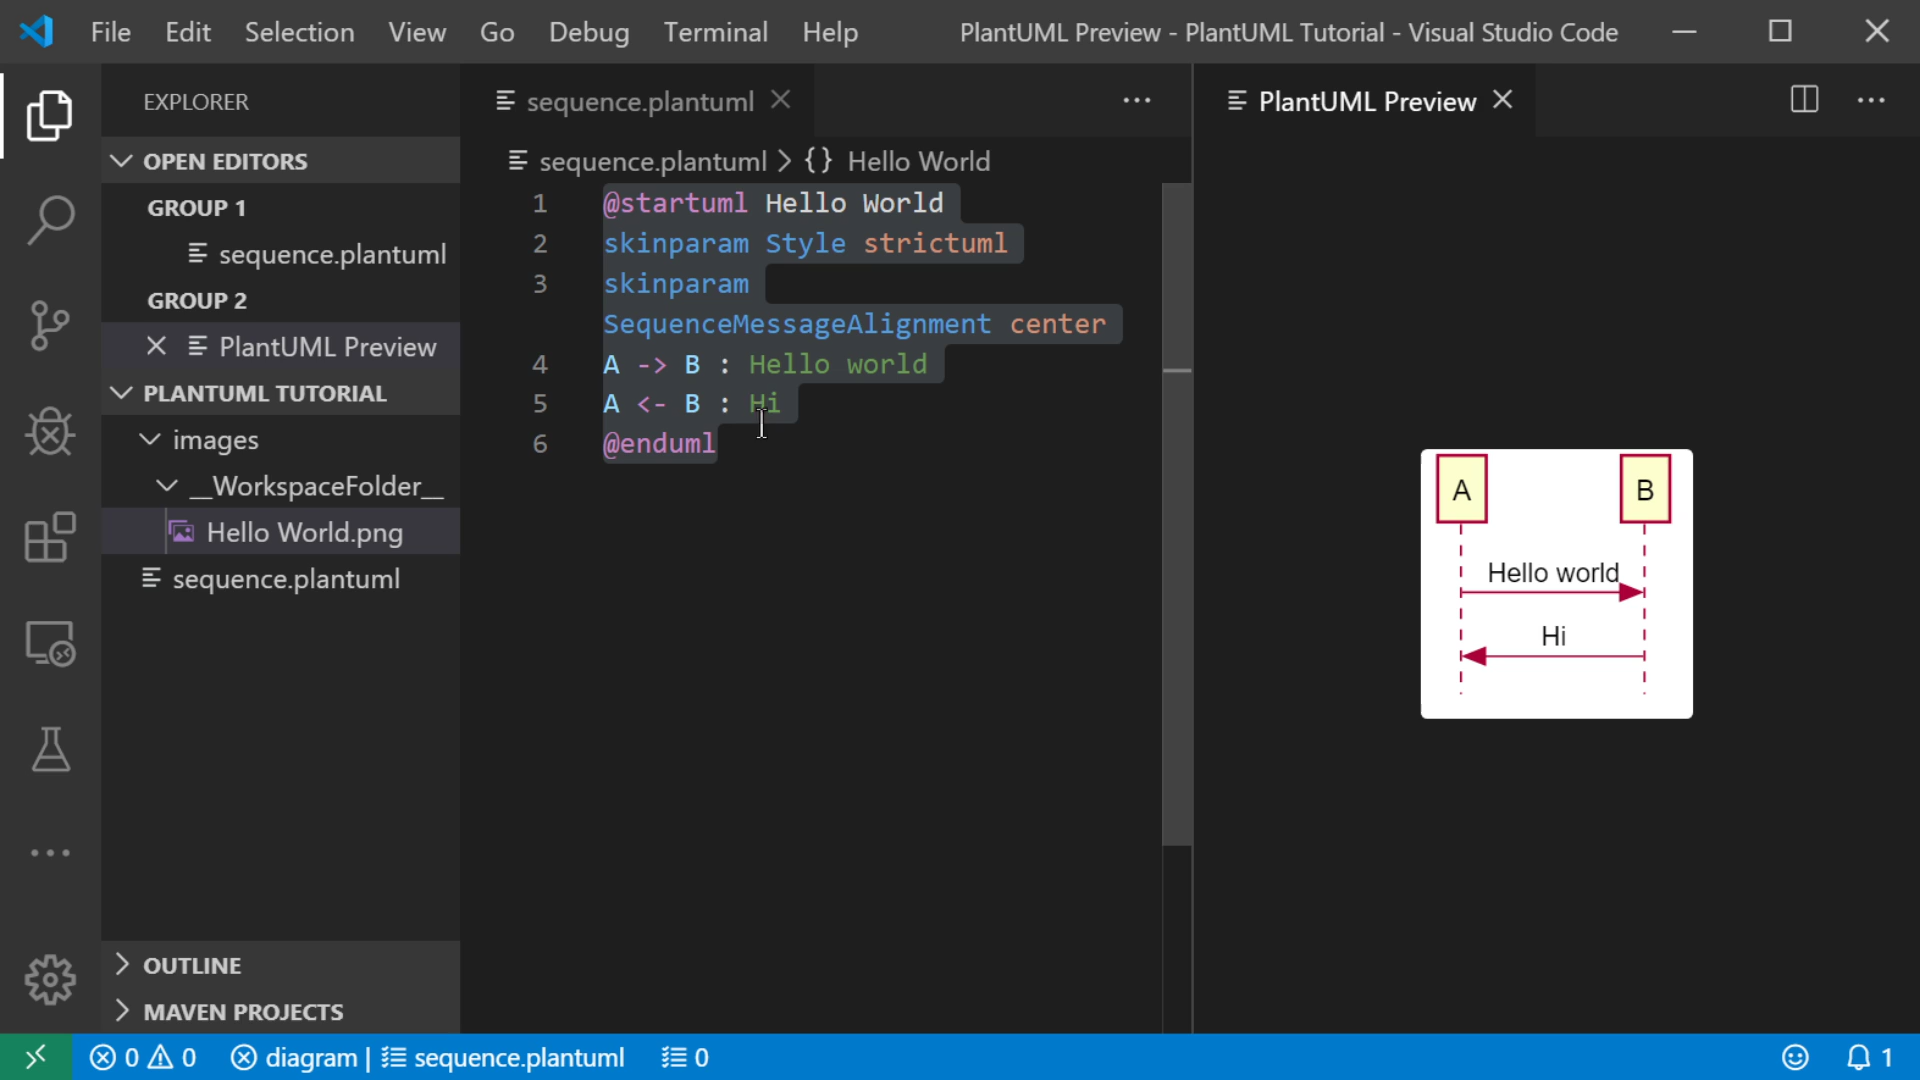 File Edit Selection View Go Debug Terminal Help PlantUML Preview - PlantUML Tutorial - Visual Studio Code
EXPLORER
OPEN EDITORS
GROUP 1
sequence.plantuml
GROUP 2
PlantUML Preview
PLANTUML TUTORIAL
images
__WorkspaceFolder__
Hello World.png
sequence.plantuml
OUTLINE
MAVEN PROJECTS
sequence.plantuml
sequence.plantuml > {} Hello World
1 @startuml Hello World
2 skinparam Style strictuml
3 skinparam
SequenceMessageAlignment center
4 A -> B : Hello world
5 A <- B : Hi
6 @enduml
PlantUML Preview
A B
Hello world
Hi
0 0 diagram | sequence.plantuml 0 1